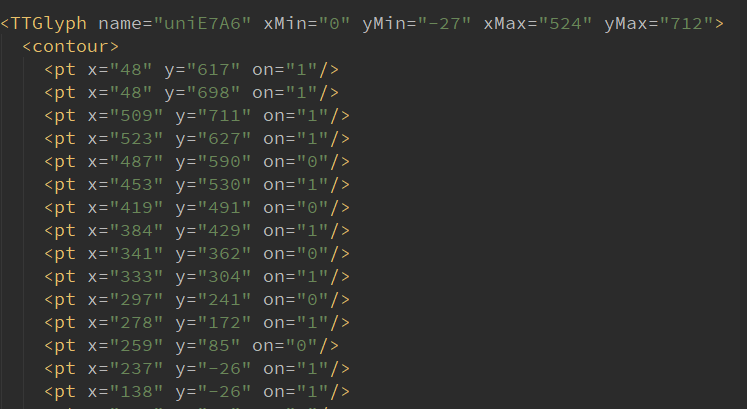 <TTGlyph name="uniE7A6" xMin="0" yMin="-27" xMax="524" yMax="712">
<contour>
<pt x="48" y="617" on="1"/>
<pt x="48" y="698" on="1"/>
<pt x="509" y="711" on="1"/>
<pt x="523" y="627" on="1"/>
<pt x="487" y="590" on="0"/>
<pt x="453" y="530" on="1"/>
<pt x="419" y="491" on="0"/>
<pt x="384" y="429" on="1"/>
<pt x="341" y="362" on="0"/>
<pt x="333" y="304" on="1"/>
<pt x="297" y="241" on="0"/>
<pt x="278" y="172" on="1"/>
<pt x="259" y="85" on="0"/>
<pt x="237" y="-26" on="1"/>
<pt x="138" y="-26" on="1"/>